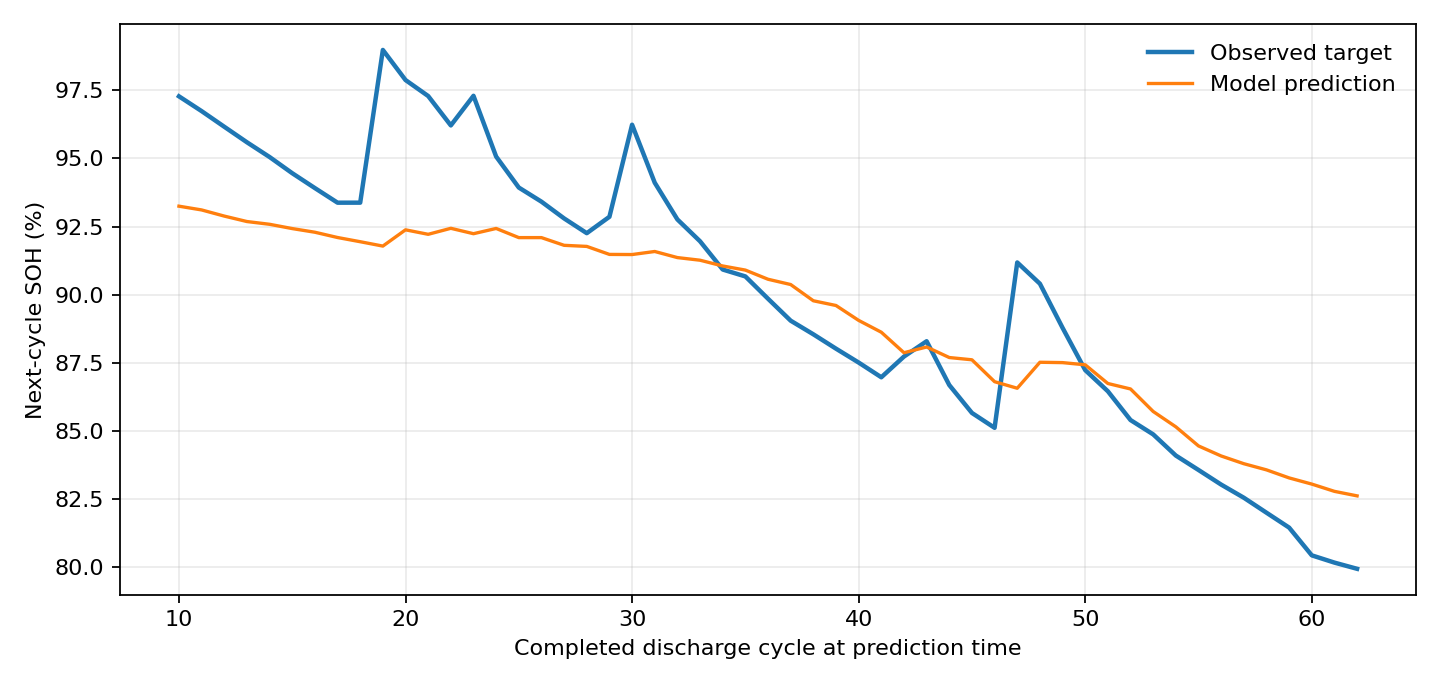 Observed target
Model prediction
97.5
95.0
92.5
90.0
87.5
85.0
82.5
80.0
Next-cycle SOH (%)
10 20 30 40 50 60
Completed discharge cycle at prediction time